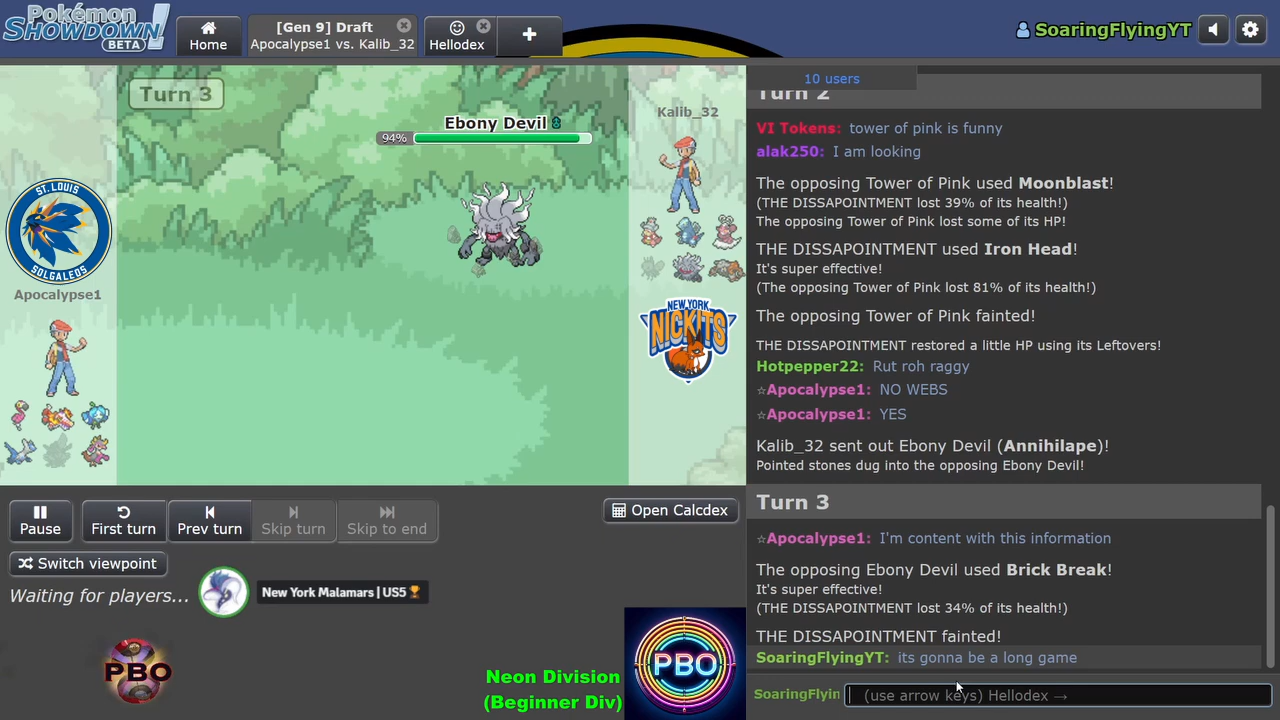 Pokémon
SHOWDOWN!
BETA
Home
[Gen 9] Draft
Apocalypse1 vs. Kalib_32
Hellodex
+
SoaringFlyingYT
Turn 3
Ebony Devil
94%
Kalib_32
ST. LOUIS
SOLGALEOS
Apocalypse1
NEW YORK
NICKITS
10 users
Turn 2
VI Tokens: tower of pink is funny
alak250: I am looking
The opposing Tower of Pink used Moonblast!
(THE DISSAPOINTMENT lost 39% of its health!)
The opposing Tower of Pink lost some of its HP!
THE DISSAPOINTMENT used Iron Head!
It's super effective!
(The opposing Tower of Pink lost 81% of its health!)
The opposing Tower of Pink fainted!
THE DISSAPOINTMENT restored a little HP using its Leftovers!
Hotpepper22: Rut roh raggy
☆Apocalypse1: NO WEBS
☆Apocalypse1: YES
Kalib_32 sent out Ebony Devil (Annihilape)!
Pointed stones dug into the opposing Ebony Devil!
Turn 3
☆Apocalypse1: I'm content with this information
The opposing Ebony Devil used Brick Break!
It's super effective!
(THE DISSAPOINTMENT lost 34% of its health!)
THE DISSAPOINTMENT fainted!
SoaringFlyingYT: its gonna be a long game
SoaringFlyin
(use arrow keys) Hellodex →
Pause
First turn
Prev turn
Skip turn
Skip to end
Open Calcdex
Switch viewpoint
Waiting for players...
New York Malamars | US5
PBO
Neon Division
(Beginner Div)
PBO